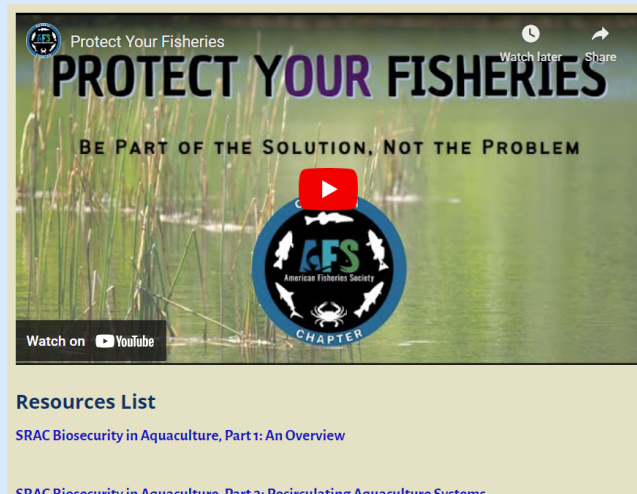 Protect Your Fisheries
Watch later
Share
PROTECT YOUR FISHERIES
BE PART OF THE SOLUTION, NOT THE PROBLEM
AFS
American Fisheries Society
CHAPTER
Watch on YouTube
Resources List
SRAC Biosecurity in Aquaculture, Part 1: An Overview
SRAC Biosecurity in Aquaculture, Part 2: Recirculating Aquaculture Systems